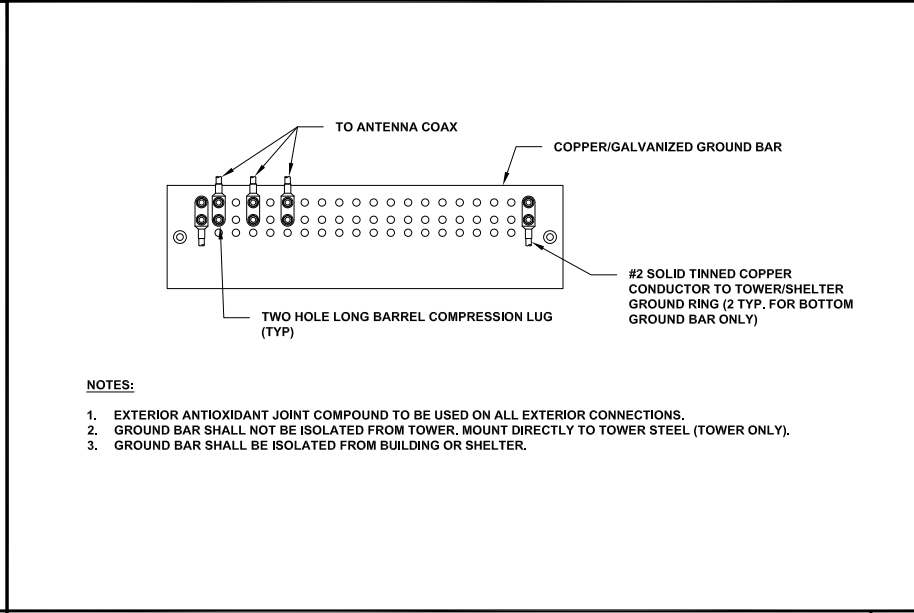 TO ANTENNA COAX
COPPER/GALVANIZED GROUND BAR
#2 SOLID TINNED COPPER
CONDUCTOR TO TOWER/SHELTER
GROUND RING (2 TYP. FOR BOTTOM
GROUND BAR ONLY)
TWO HOLE LONG BARREL COMPRESSION LUG
(TYP)
NOTES:
1. EXTERIOR ANTIOXIDANT JOINT COMPOUND TO BE USED ON ALL EXTERIOR CONNECTIONS.
2. GROUND BAR SHALL NOT BE ISOLATED FROM TOWER. MOUNT DIRECTLY TO TOWER STEEL (TOWER ONLY).
3. GROUND BAR SHALL BE ISOLATED FROM BUILDING OR SHELTER.